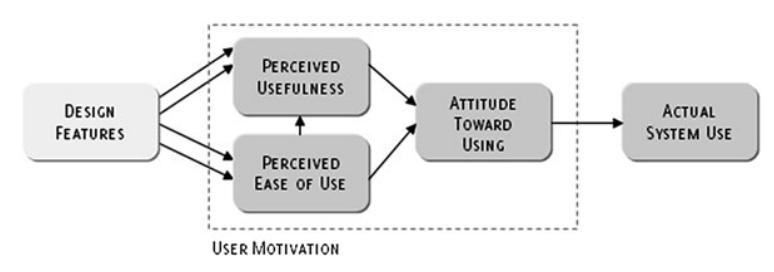 DESIGN
FEATURES
PERCEIVED
USEFULNESS
PERCEIVED
EASE OF USE
ATTITUDE
TOWARD
USING
ACTUAL
SYSTEM USE
USER MOTIVATION